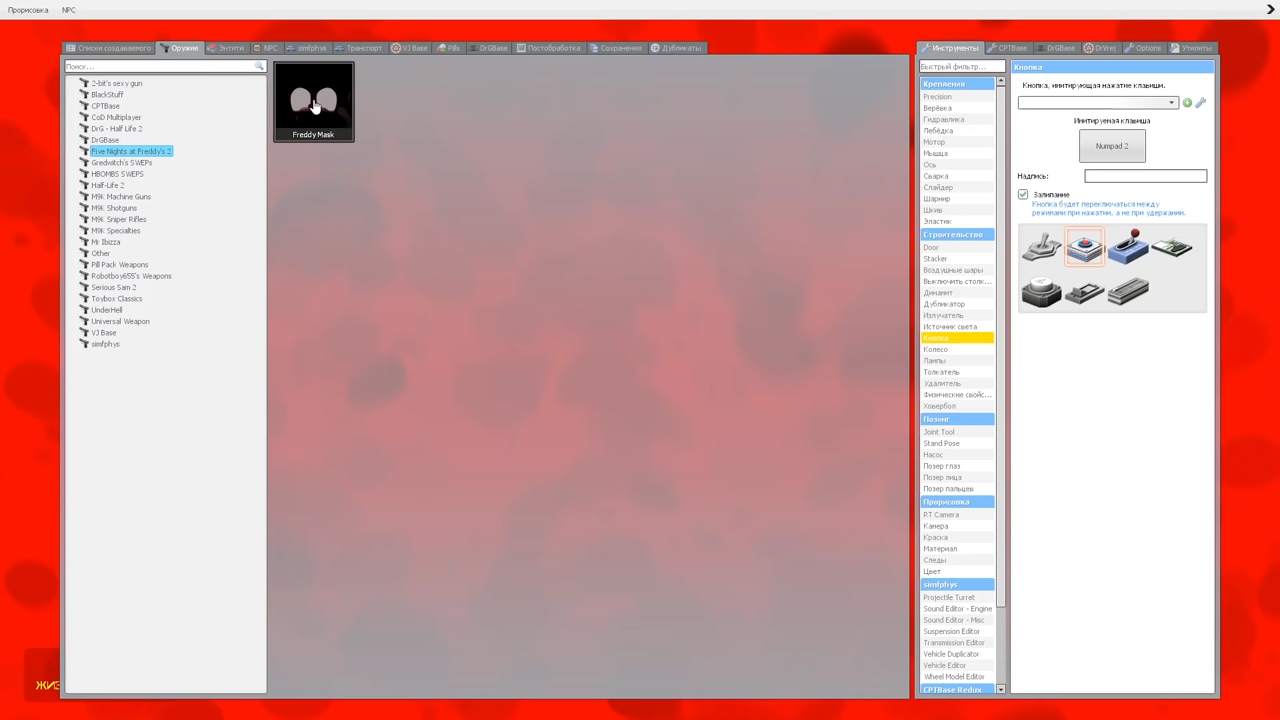 Прорисовка NPC
Списки создаваемого Оружие Энтити NPC simfphys Транспорт VJ Base Pills DrGBase Постобработка Сохранения Дубликаты
Поиск...
2-bit's sexy gun
BlackStuff
CPTBase
CoD Multiplayer
DrG - Half Life 2
DrGBase
Five Nights at Freddy's 2
Gredwitch's SWEPs
HBOMBS SWEPS
Half-Life 2
M9K Machine Guns
M9K Shotguns
M9K Sniper Rifles
M9K Specialties
Mr Ibizza
Other
Pill Pack Weapons
Robotboy655's Weapons
Serious Sam 2
Toybox Classics
UnderHell
Universal Weapon
VJ Base
simfphys
Freddy Mask
ЖИЗ
Инструменты CPTBase DrGBase DrVrej Options Утилиты
Быстрый фильтр...
Крепления
Precision
Верёвка
Гидравлика
Лебёдка
Мотор
Мышца
Ось
Сварка
Слайдер
Шарнир
Шкив
Эластик
Строительство
Door
Stacker
Воздушные шары
Выключить столк...
Динамит
Дубликатор
Излучатель
Источник света
Кнопка
Колесо
Лампы
Толкатель
Удалитель
Физические свойс...
Ховербол
Позинг
Joint Tool
Stand Pose
Насос
Позер глаз
Позер лица
Позер пальцев
Прорисовка
RT Camera
Камера
Краска
Материал
Следы
Цвет
simfphys
Projectile Turret
Sound Editor - Engine
Sound Editor - Misc
Suspension Editor
Transmission Editor
Vehicle Duplicator
Vehicle Editor
Wheel Model Editor
CPTBase Redux
Кнопка
Кнопка, имитирующая нажатие клавиши.
Имитируемая клавиша
Numpad 2
Надпись:
Залипание
Кнопка будет переключаться между
режимами при нажатии, а не при удержании.